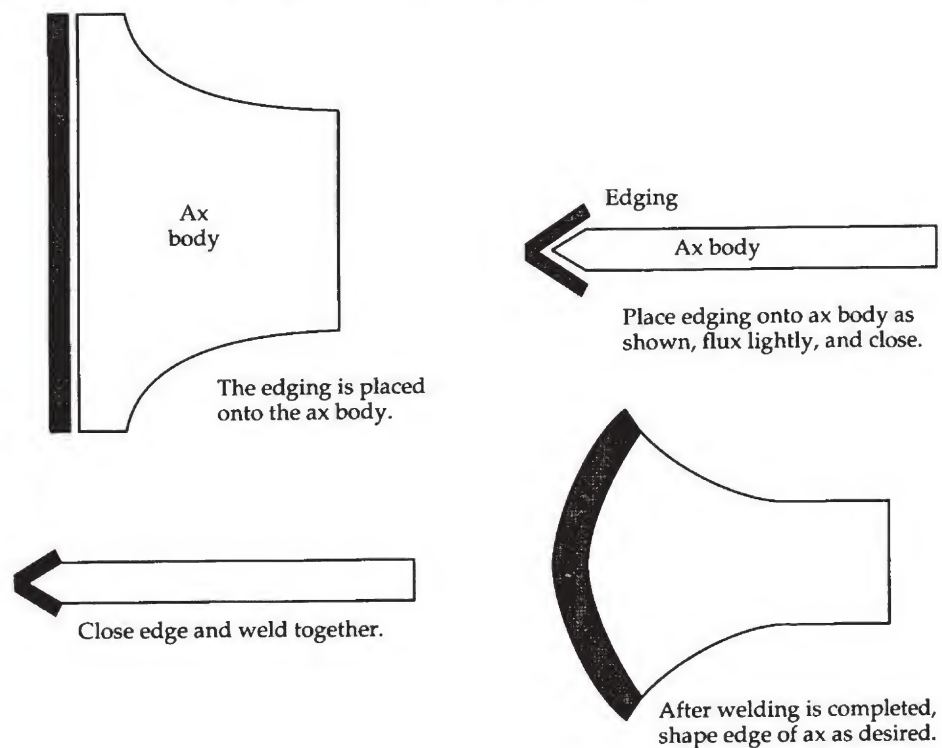 Ax
body
The edging is placed
onto the ax body.
Edging
Ax body
Place edging onto ax body as
shown, flux lightly, and close.
Close edge and weld together.
After welding is completed,
shape edge of ax as desired.